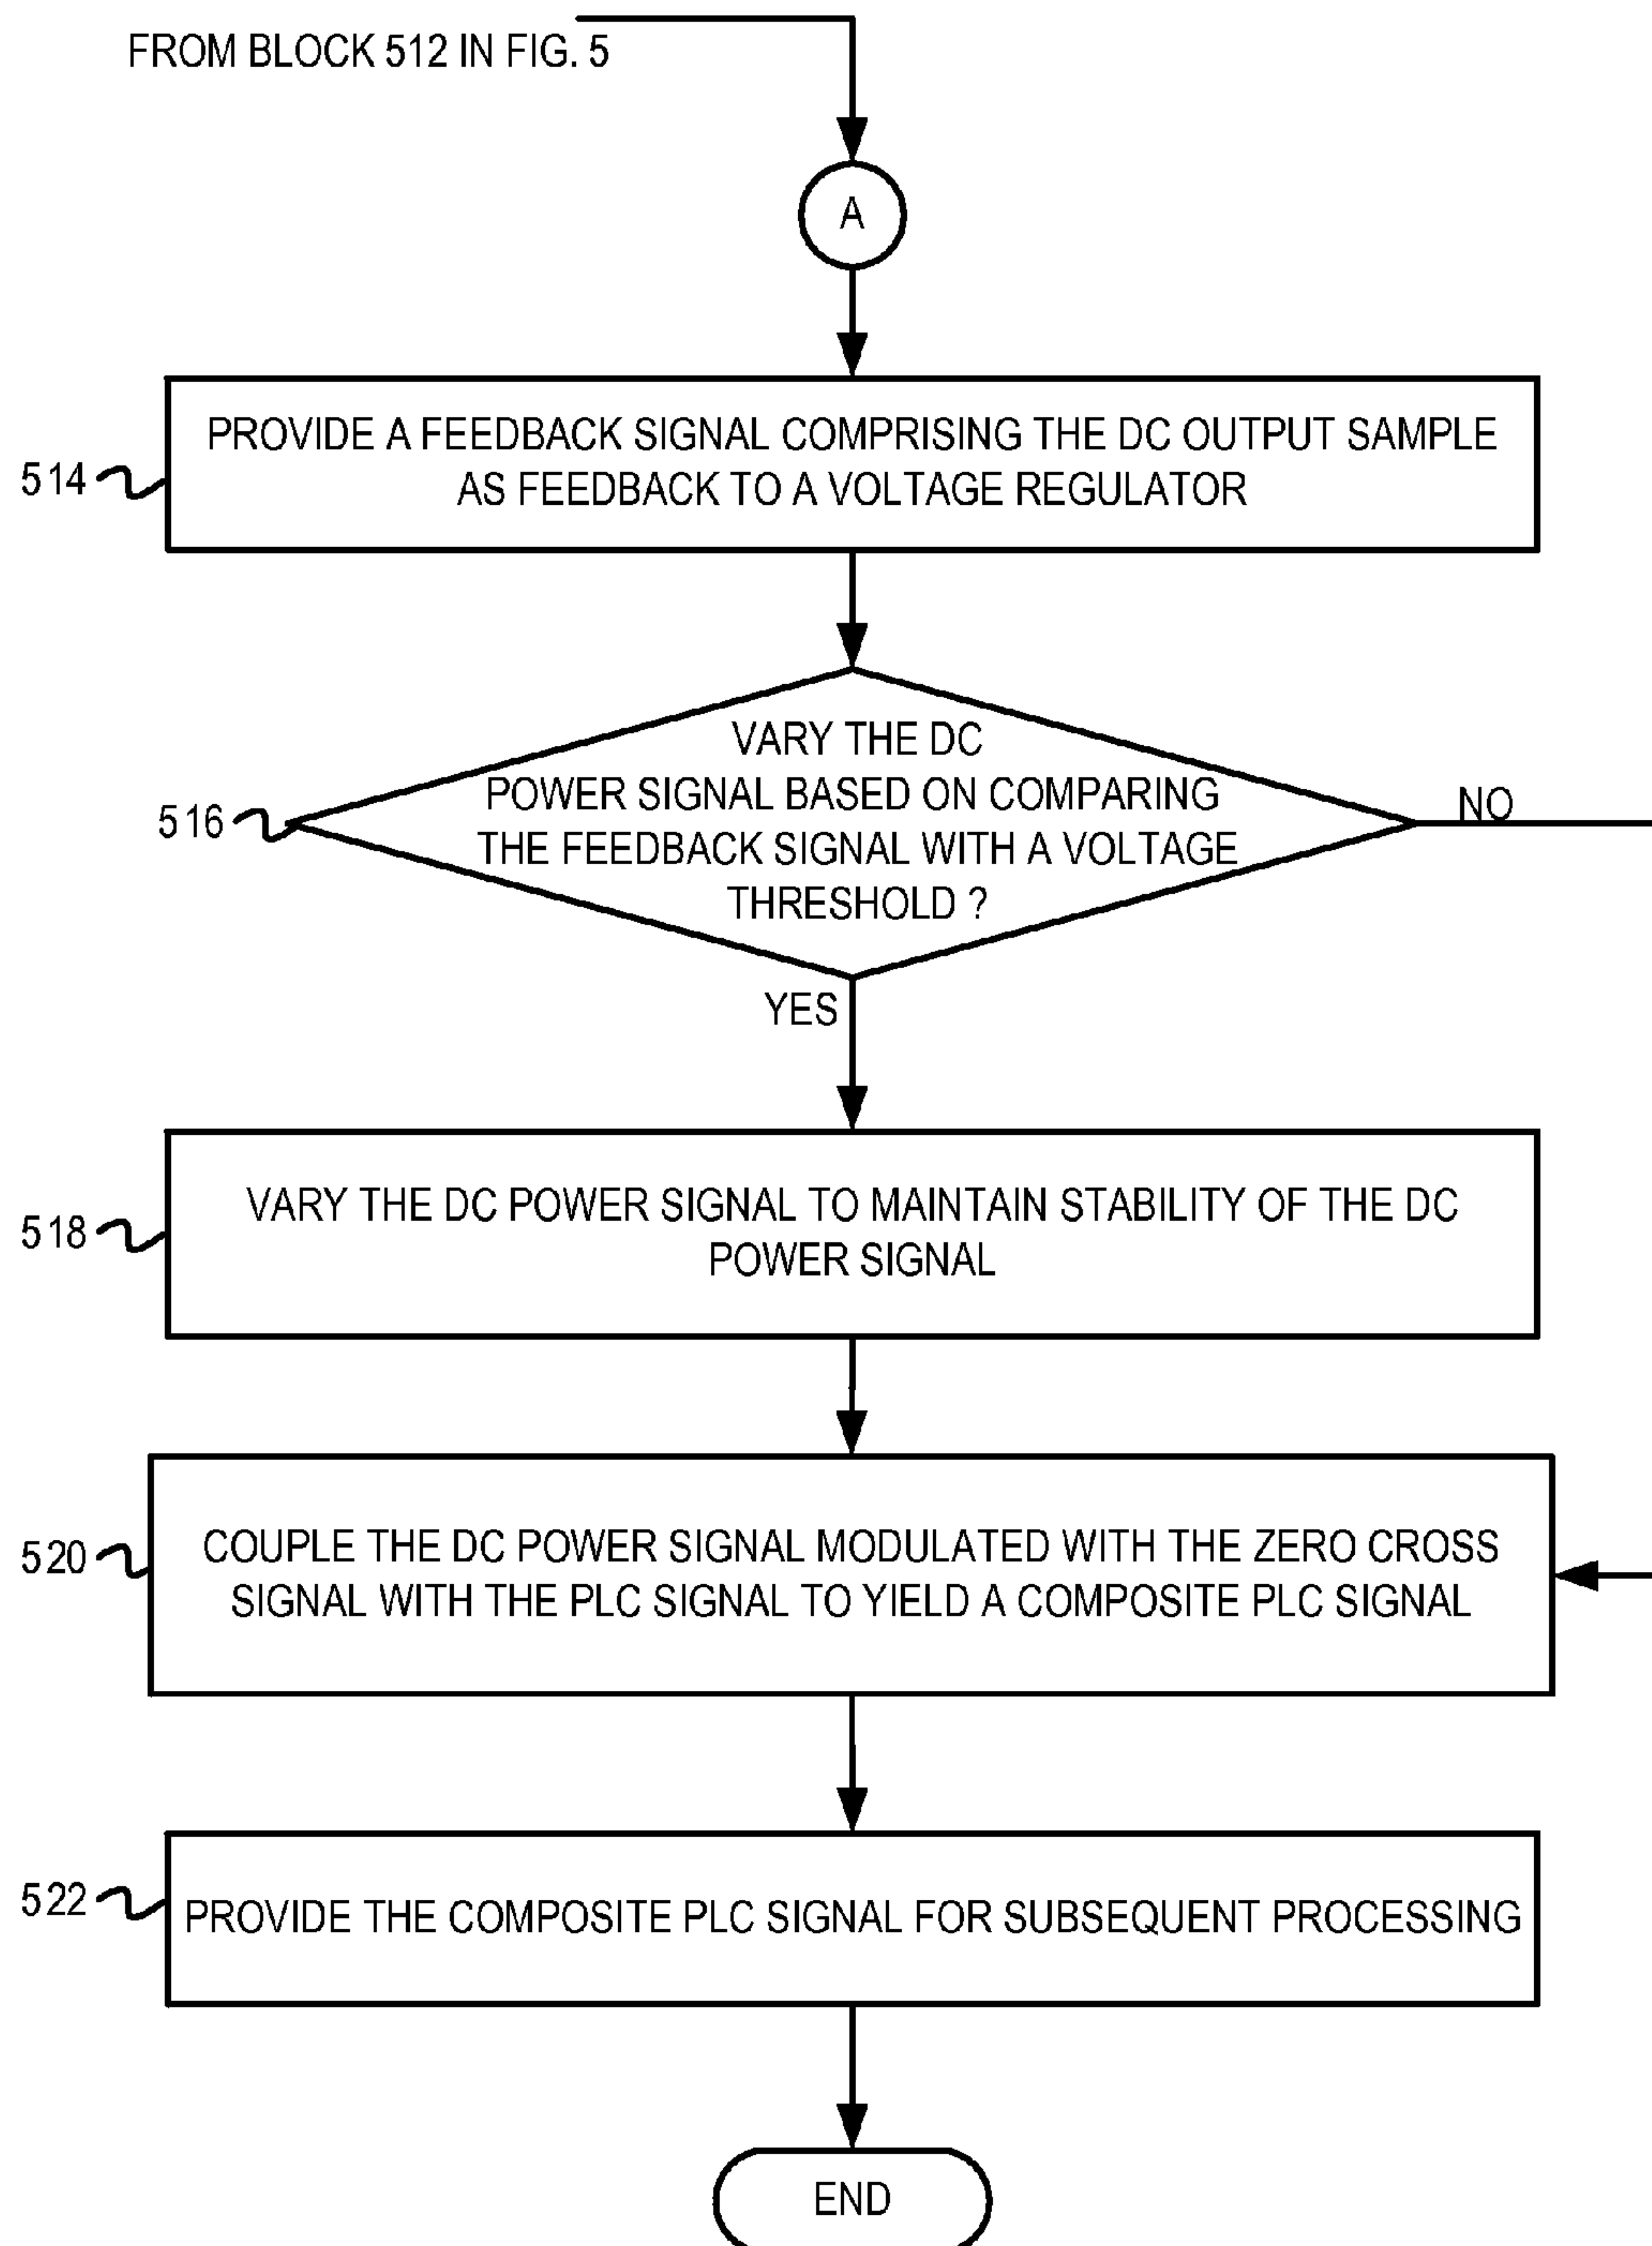 FROM BLOCK 512 IN FIG. 5
A
514
PROVIDE A FEEDBACK SIGNAL COMPRISING THE DC OUTPUT SAMPLE
AS FEEDBACK TO A VOLTAGE REGULATOR
516
VARY THE DC
POWER SIGNAL BASED ON COMPARING
THE FEEDBACK SIGNAL WITH A VOLTAGE
THRESHOLD ?
NO
YES
518
VARY THE DC POWER SIGNAL TO MAINTAIN STABILITY OF THE DC
POWER SIGNAL
520
COUPLE THE DC POWER SIGNAL MODULATED WITH THE ZERO CROSS
SIGNAL WITH THE PLC SIGNAL TO YIELD A COMPOSITE PLC SIGNAL
522
PROVIDE THE COMPOSITE PLC SIGNAL FOR SUBSEQUENT PROCESSING
END